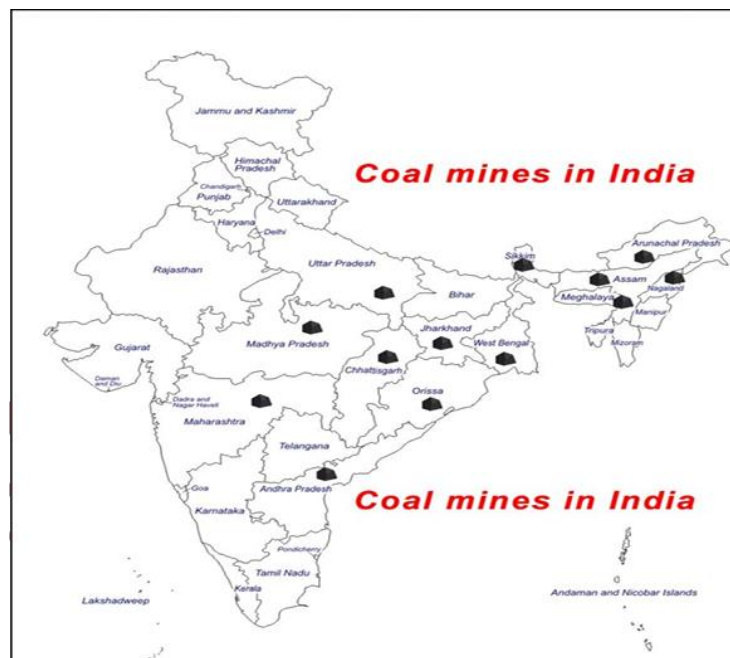 Jammu and Kashmir
Himachal
Pradesh
Coal mines in India
Chandigarh
Punjab
Uttarakhand
Haryana
Delhi
Arunachal Pradesh
Sikkim
Uttar Pradesh
Rajasthan
Assam
Nagaland
Bihar
Meghalaya
Manipur
Jharkhand
Tripura
West Bengal
Gujarat
Madhya Pradesh
Mizoram
Chhattisgarh
Daman
and Diu
Orissa
Dadra and
Nagar Haveli
Maharashtra
Telangana
Goa
Andhra Pradesh
Coal mines in India
Karnataka
Pondicherry
Tamil Nadu
Kerala
Lakshadweep
Andaman and Nicobar Islands